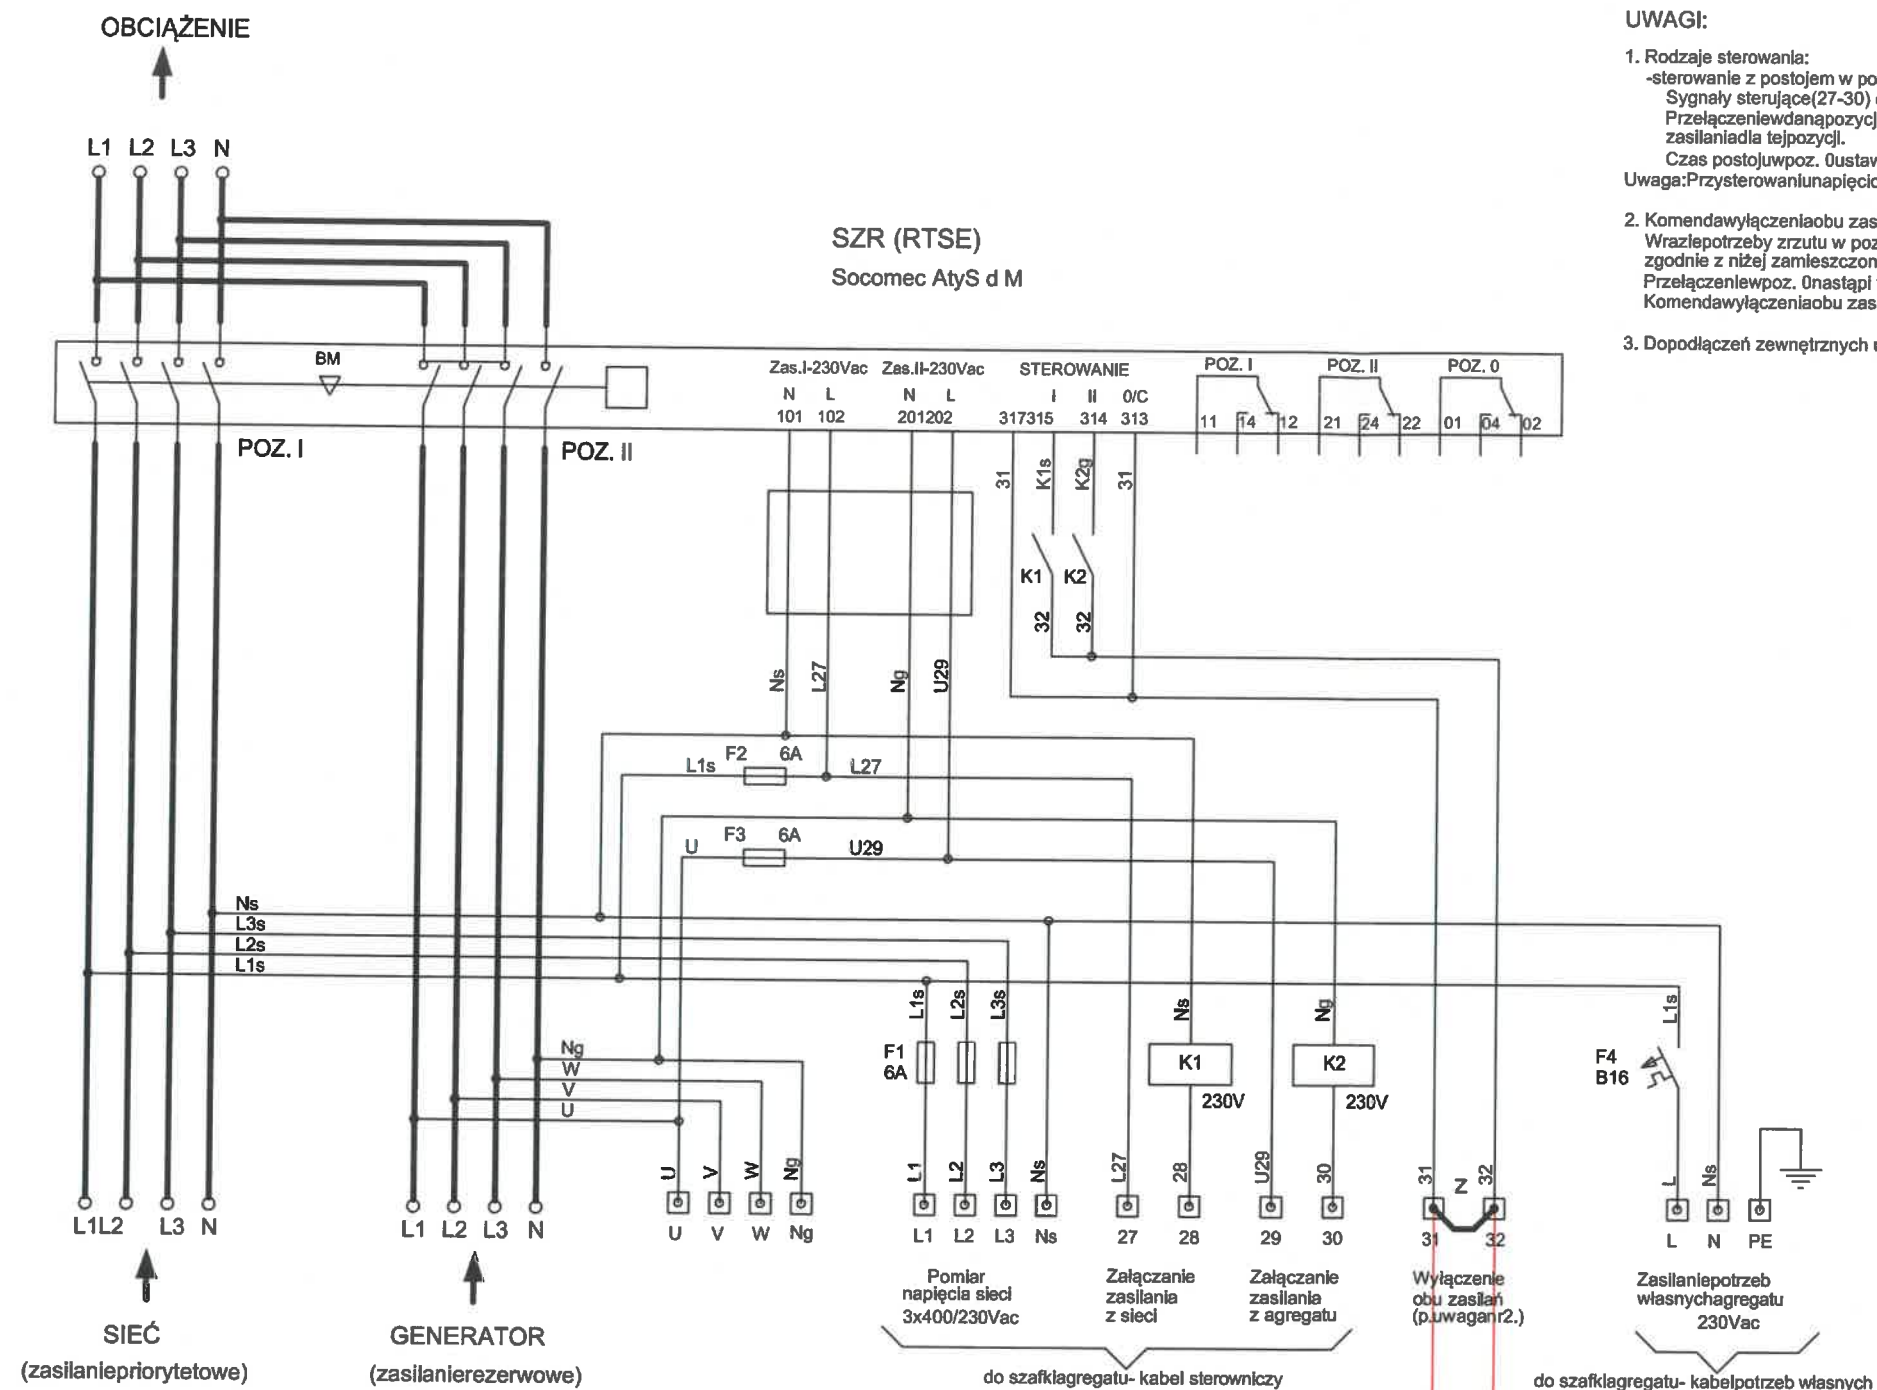 OBCIĄŻENIE
L1 L2 L3 N
SZR (RTSE)
Socomec AtyS d M
UWAGI:
1. Rodzaje sterowania:
-sterowanie z postojem w
Sygnały sterujące(27-30)
Przełączeniewdanąpozycj
zasilaniadla tejpozycji.
Czas postojuwpoz. 0ustaw
Uwaga:Przysterowaniunapięcio
2. Komendawyłączeniaobu zas
Wraziepotrzeby zrzutu w poz
zgodnie z niżej zamieszczon
Przełączeniewpoz. 0nastąpi
Komendawyłączeniaobu zas
3. Dopodłączeń zewnętrznych
BM
Zas.I-230Vac Zas.II-230Vac STEROWANIE POZ. I POZ. II POZ. 0
N L N L I II 0/C
101 102 201202 317315 314 313 11 14 12 21 24 22 01 04 02
POZ. I POZ. II
31 K1s K2g 31
K1 K2
32 32
Ns L27 Ng U29
F2 6A
L1s L27
F3 6A
U U29
Ns
L3s
L2s
L1s
L1s L2s L3s Ns Ng L1s
Ng
W
V
U
F1
6A
K1 K2
230V 230V
F4
B16
U V W Ng L1 L2 L3 Ns L27 28 U29 30 31 Z 32 L Ns
L1L2 L3 N L1 L2 L3 N U V W Ng L1 L2 L3 Ns 27 28 29 30 31 32 L N PE
Pomiar
napięcia sieci
3x400/230Vac
Załączanie
zasilania
z sieci
Załączanie
zasilania
z agregatu
Wyłączenie
obu zasilań
(p.uwaganr2.)
Zasilaniepotrzeb
własnychagregatu
230Vac
SIEĆ
(zasilaniepriorytetowe)
GENERATOR
(zasilanierezerwowe)
do szafkiagregatu- kabel sterowniczy
do szafkiagregatu- kabelpotrzeb własnych